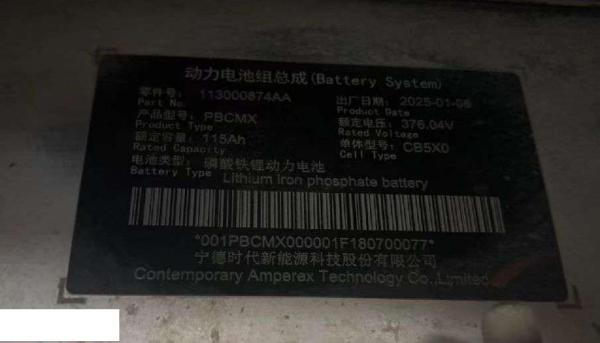 动力电池组总成(Battery System)
零件号: 113000874AA
Part No.
出厂日期: 2025-01-06
Product Date
产品型号: PBCMX
Product Type
额定电压: 376.04V
Rated Voltage
额定容量: 115Ah
Rated Capacity
单体型号: CB5X0
Cell Type
电池类型: 磷酸铁锂动力电池
Battery Type Lithium iron phosphate battery
*001PBCMX000001F180700077*
宁德时代新能源科技股份有限公司
Contemporary Amperex Technology Co.,Limited